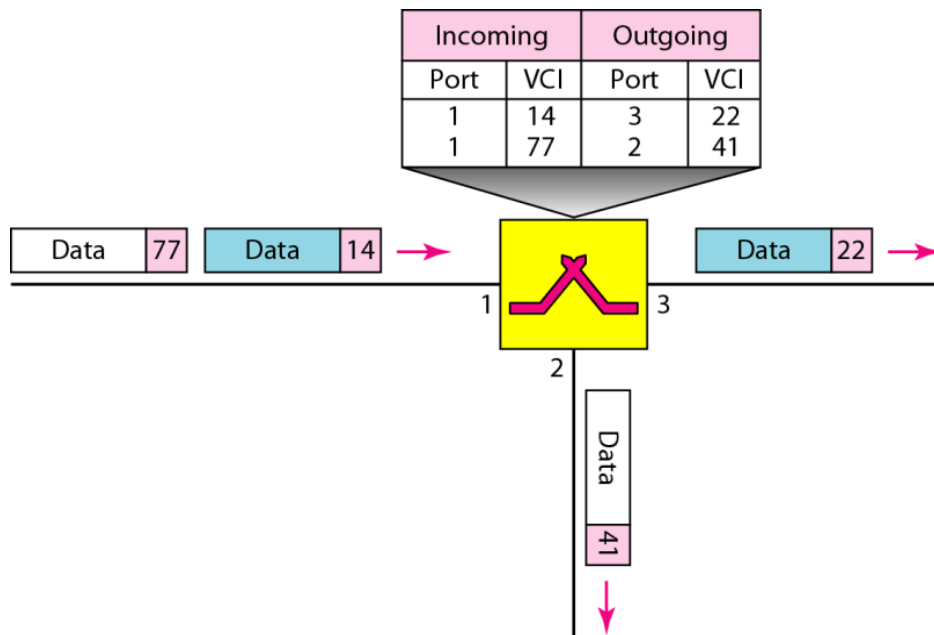 Incoming Outgoing
Port VCI Port VCI
1 14 3 22
1 77 2 41
Data 77 Data 14 Data 22
1 3
2
Data 41